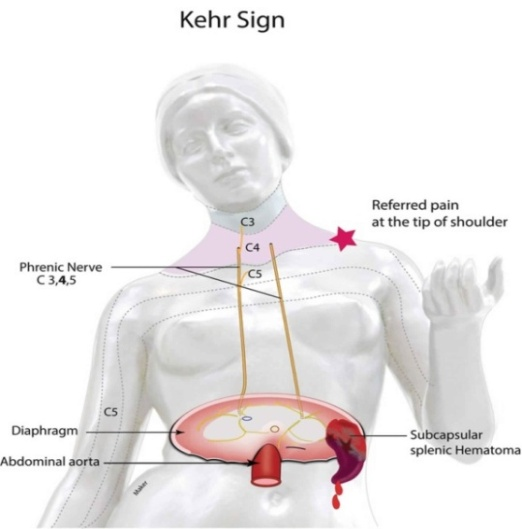 Kehr Sign
C3
Referred pain
at the tip of shoulder
C4
Phrenic Nerve
C 3,4,5
C5
C5
Diaphragm
Subcapsular
splenic Hematoma
Abdominal aorta
Maker